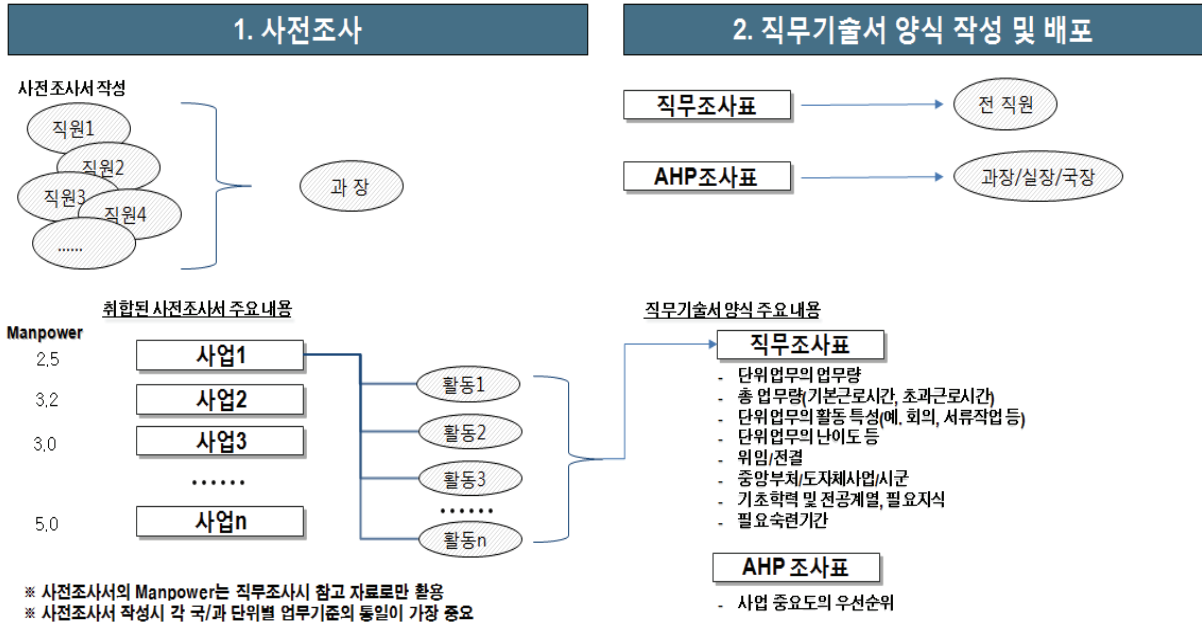 1. 사전조사
사전조사서 작성
직원1
직원2
직원3
직원4
......
과 장
취합된 사전조사서 주요 내용
Manpower
2.5
사업1
3.2
사업2
3.0
사업3
......
5.0
사업n
활동1
활동2
활동3
......
활동n
※ 사전조사서의 Manpower는 직무조사시 참고 자료로만 활용
※ 사전조사서 작성시 각 국/과 단위별 업무기준의 통일이 가장 중요
2. 직무기술서 양식 작성 및 배포
직무조사표
전 직원
AHP조사표
과장/실장/국장
직무기술서 양식 주요 내용
직무조사표
- 단위업무의 업무량
- 총 업무량(기본근로시간, 초과근로시간)
- 단위업무의 활동 특성(예. 회의, 서류작업 등)
- 단위업무의 난이도 등
- 위임/전결
- 중앙부처/도자체사업/시군
- 기초학력 및 전공계열, 필요지식
- 필요숙련기간
AHP 조사표
- 사업 중요도의 우선순위